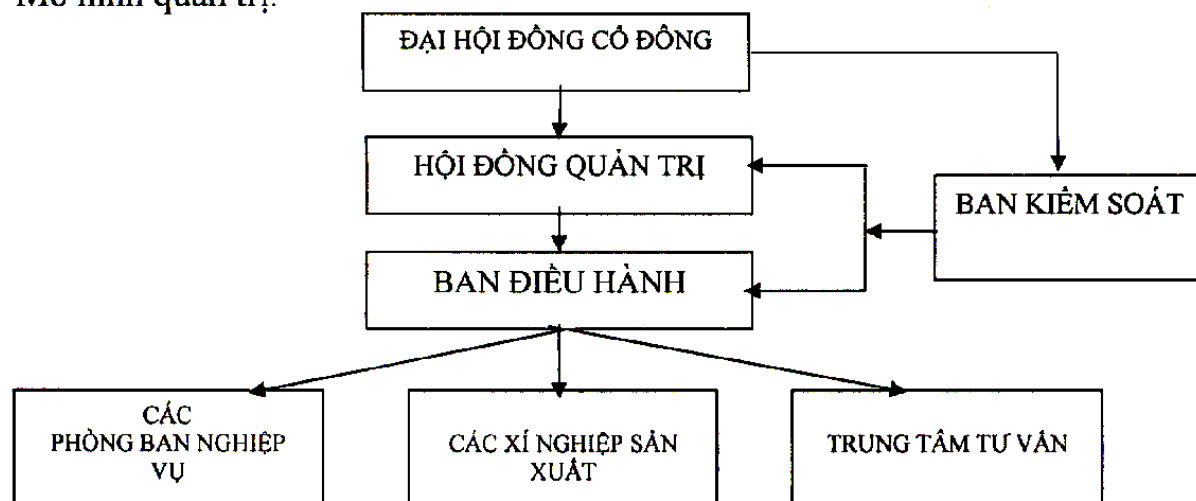 Mô hình quản trị:
ĐẠI HỘI ĐỒNG CỔ ĐÔNG
HỘI ĐỒNG QUẢN TRỊ
BAN KIỂM SOÁT
BAN ĐIỀU HÀNH
CÁC
PHÒNG BAN NGHIỆP
VỤ
CÁC XÍ NGHIỆP SẢN
XUẤT
TRUNG TÂM TƯ VẤN